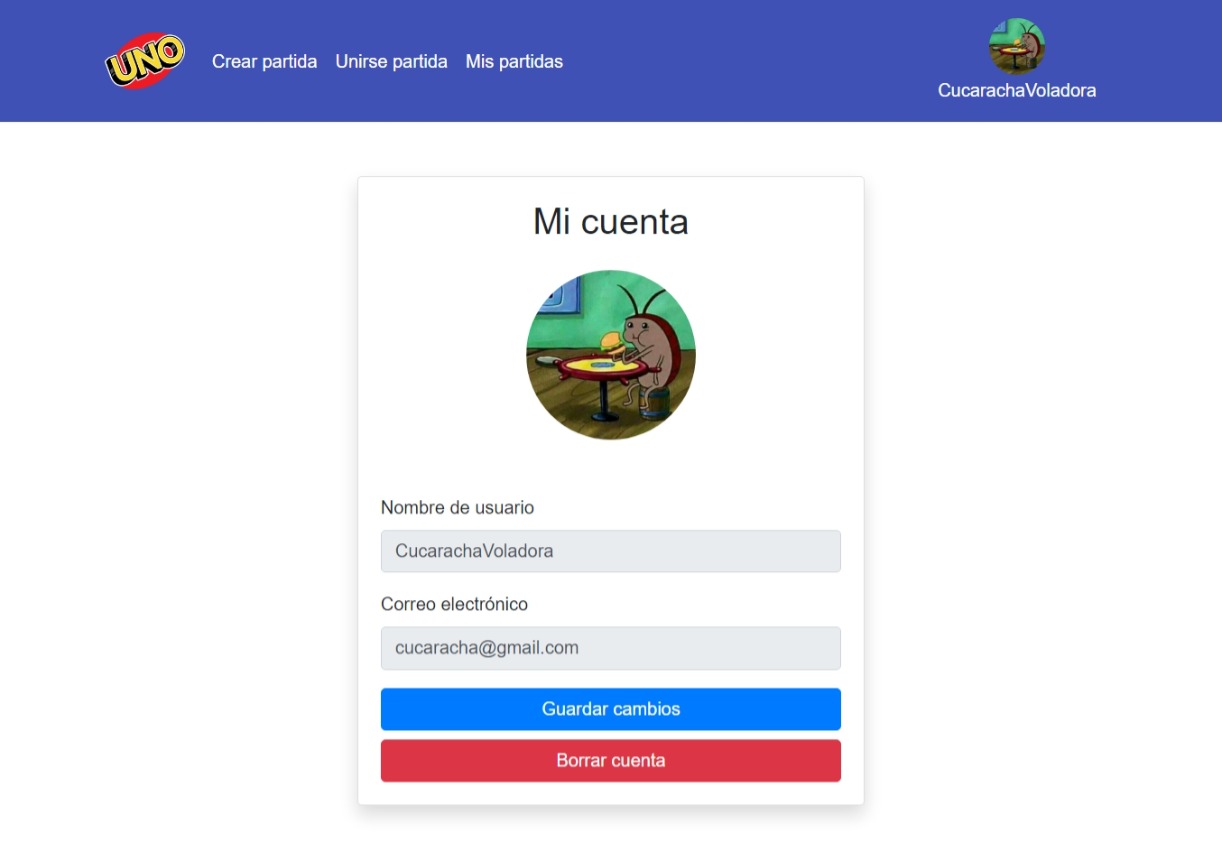 UNO
Crear partida Unirse partida Mis partidas
CucarachaVoladora
Mi cuenta
Nombre de usuario
CucarachaVoladora
Correo electrónico
cucaracha@gmail.com
Guardar cambios
Borrar cuenta